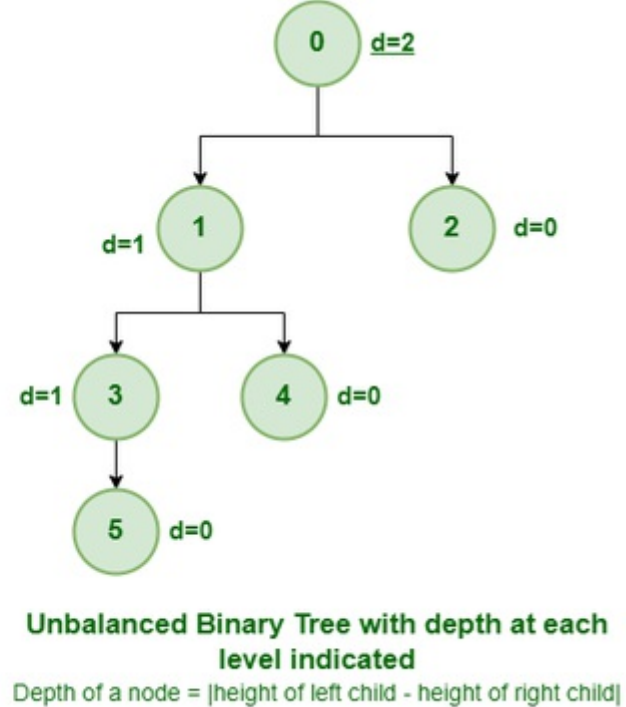 0 d=2
1 2
d=1 d=0
3 4
d=1 d=0
5 d=0
Unbalanced Binary Tree with depth at each
level indicated
Depth of a node = |height of left child - height of right child|